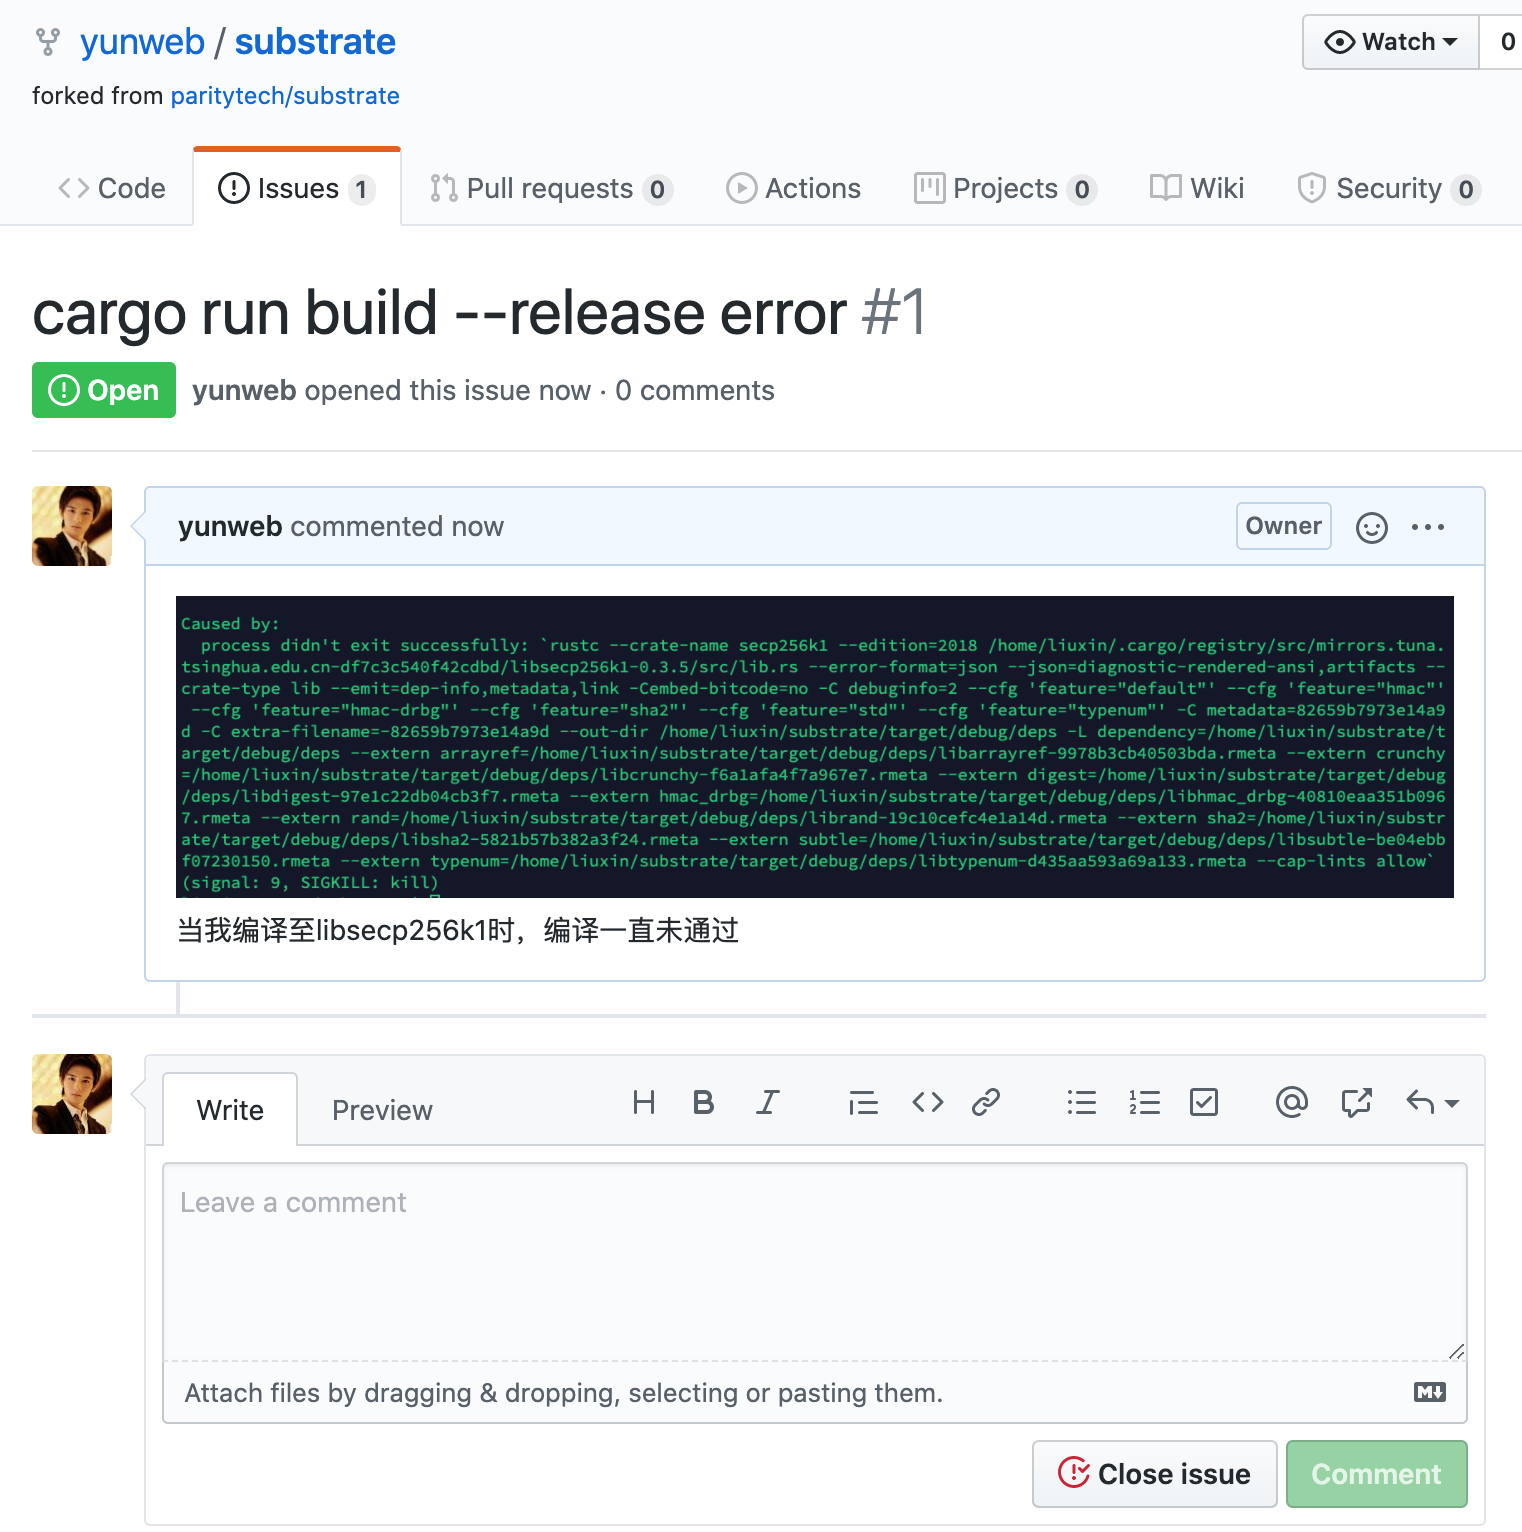 yunweb / substrate
Watch 0
forked from paritytech/substrate
Code Issues 1 Pull requests 0 Actions Projects 0 Wiki Security 0
cargo run build --release error #1
Open yunweb opened this issue now · 0 comments
yunweb commented now Owner
Caused by:
process didn't exit successfully: `rustc --crate-name secp256k1 --edition=2018 /home/liuxin/.cargo/registry/src/mirrors.tuna.
tsinghua.edu.cn-df7c3c540f42cdbd/libsecp256k1-0.3.5/src/lib.rs --error-format=json --json=diagnostic-rendered-ansi,artifacts --
crate-type lib --emit=dep-info,metadata,link -Cembed-bitcode=no -C debuginfo=2 --cfg 'feature="default"' --cfg 'feature="hmac"'
--cfg 'feature="hmac-drbg"' --cfg 'feature="sha2"' --cfg 'feature="std"' --cfg 'feature="typenum"' -C metadata=82659b7973e14a9
d -C extra-filename=-82659b7973e14a9d --out-dir /home/liuxin/substrate/target/debug/deps -L dependency=/home/liuxin/substrate/t
arget/debug/deps --extern arrayref=/home/liuxin/substrate/target/debug/deps/libarrayref-9978b3cb40503bda.rmeta --extern crunchy
=/home/liuxin/substrate/target/debug/deps/libcrunchy-f6a1afa4f7a967e7.rmeta --extern digest=/home/liuxin/substrate/target/debug
/deps/libdigest-97e1c22db04cb3f7.rmeta --extern hmac_drbg=/home/liuxin/substrate/target/debug/deps/libhmac_drbg-40810eaa351b096
7.rmeta --extern rand=/home/liuxin/substrate/target/debug/deps/librand-19c10cefc4e1a14d.rmeta --extern sha2=/home/liuxin/substr
ate/target/debug/deps/libsha2-5821b57b382a3f24.rmeta --extern subtle=/home/liuxin/substrate/target/debug/deps/libsubtle-be04ebb
f07230150.rmeta --extern typenum=/home/liuxin/substrate/target/debug/deps/libtypenum-d435aa593a69a133.rmeta --cap-lints allow`
(signal: 9, SIGKILL: kill)
当我编译至libsecp256k1时，编译一直未通过
Write Preview
Leave a comment
Attach files by dragging & dropping, selecting or pasting them.
Close issue Comment